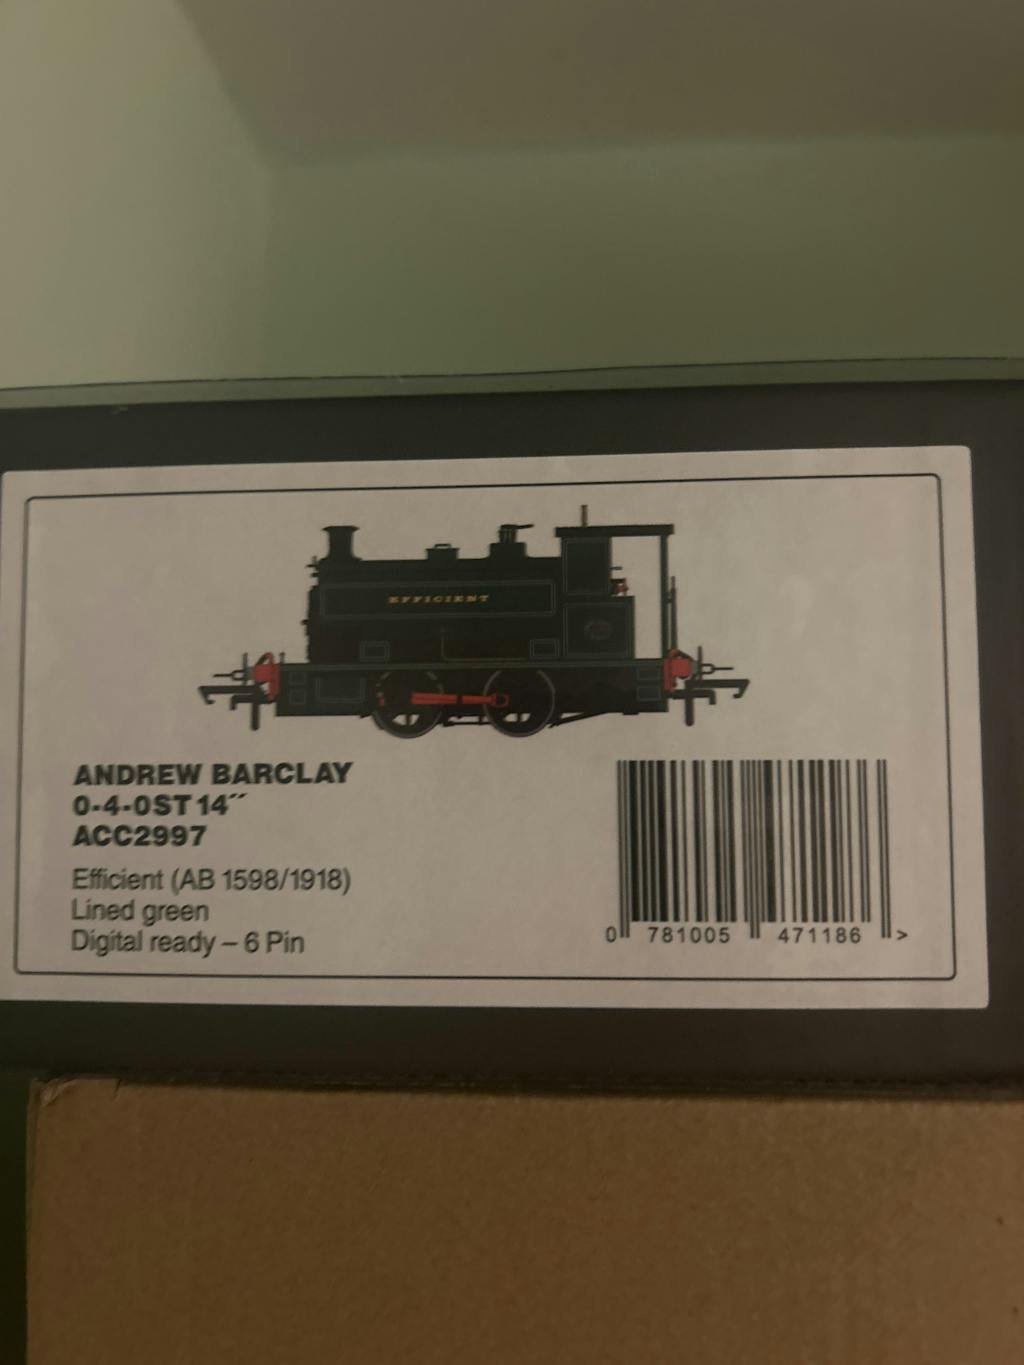 EFFICIENT
ANDREW BARCLAY
0-4-0ST 14˝
ACC2997
Efficient (AB 1598/1918)
Lined green
Digital ready – 6 Pin
0 781005 471186 >